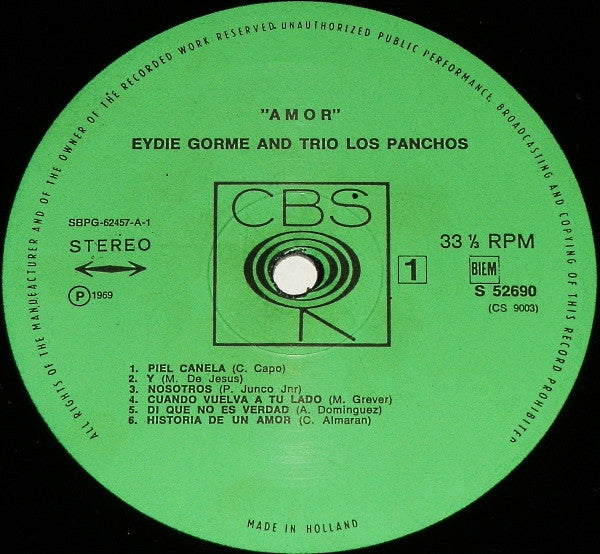 ALL RIGHTS OF THE MANUFACTURER AND OF THE OWNER OF THE RECORDED WORK RESERVED. UNAUTHORIZED PUBLIC PERFORMANCE, BROADCASTING AND COPYING OF THIS RECORD PROHIBITED
"AMOR"
EYDIE GORME AND TRIO LOS PANCHOS
CBS
SBPG-62457-A-1
STEREO
P 1969
1
33 ⅓ RPM
BIEM
S 52690
(CS 9003)
1. PIEL CANELA (C. Capo)
2. Y (M. De Jesus)
3. NOSOTROS (P. Junco Jnr)
4. CUANDO VUELVA A TU LADO (M. Grever)
5. DI QUE NO ES VERDAD (A. Dominguez)
6. HISTORIA DE UN AMOR (C. Almaran)
MADE IN HOLLAND